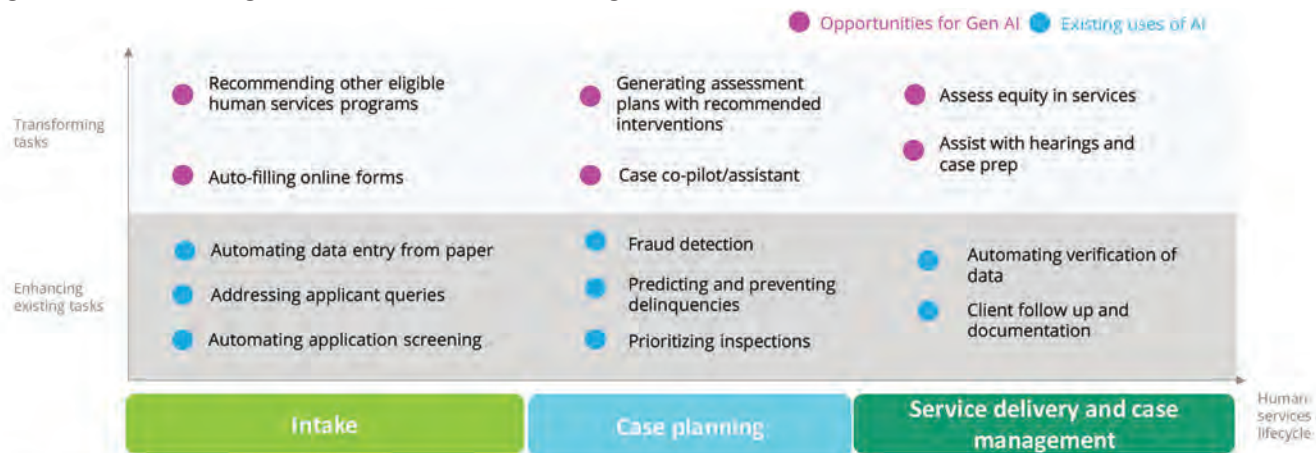 Opportunities for Gen AI
Existing uses of AI
Transforming
tasks
Recommending other eligible
human services programs
Auto-filling online forms
Generating assessment
plans with recommended
interventions
Case co-pilot/assistant
Assess equity in services
Assist with hearings and
case prep
Enhancing
existing tasks
Automating data entry from paper
Addressing applicant queries
Automating application screening
Fraud detection
Predicting and preventing
delinquencies
Prioritizing inspections
Automating verification of
data
Client follow up and
documentation
Intake
Case planning
Service delivery and case
management
Human
services
lifecycle